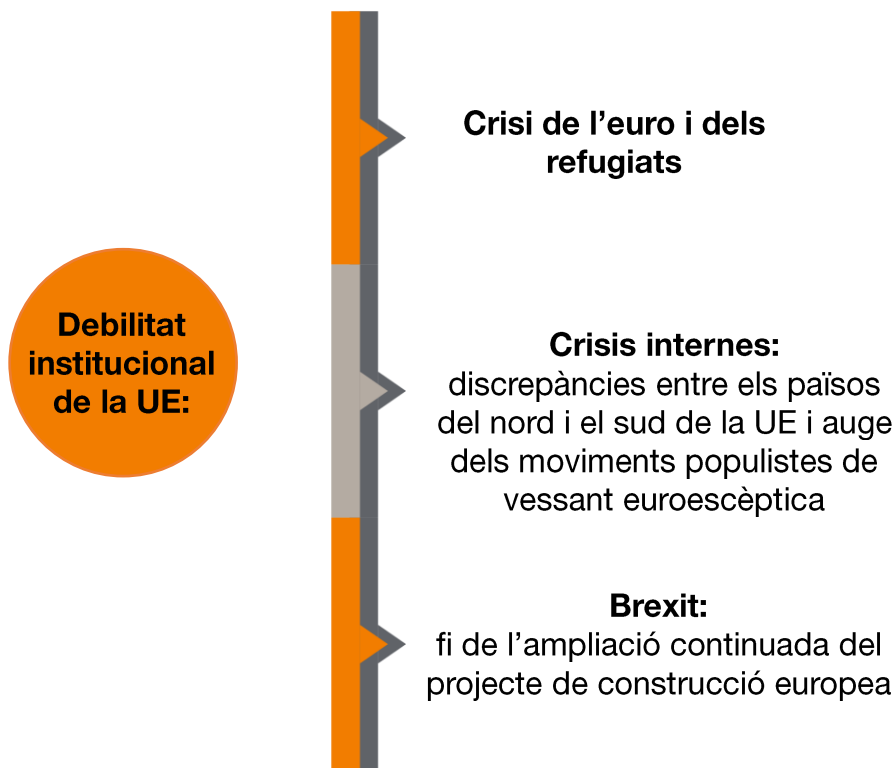 Debilitat
institucional
de la UE:
Crisi de l’euro i dels
refugiats
Crisis internes:
discrepàncies entre els països
del nord i el sud de la UE i auge
dels moviments populistes de
vessant euroescèptica
Brexit:
fi de l’ampliació continuada del
projecte de construcció europea